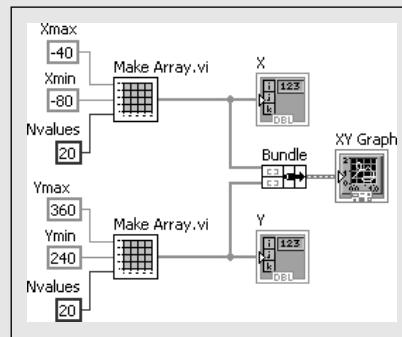 Xmax
-40
Make Array.vi
X
Xmin
-80
123
i
j
k
DBL
XY Graph
Nvalues
20
Bundle
Ymax
360
Make Array.vi
Y
Ymin
240
123
i
j
k
DBL
Nvalues
20